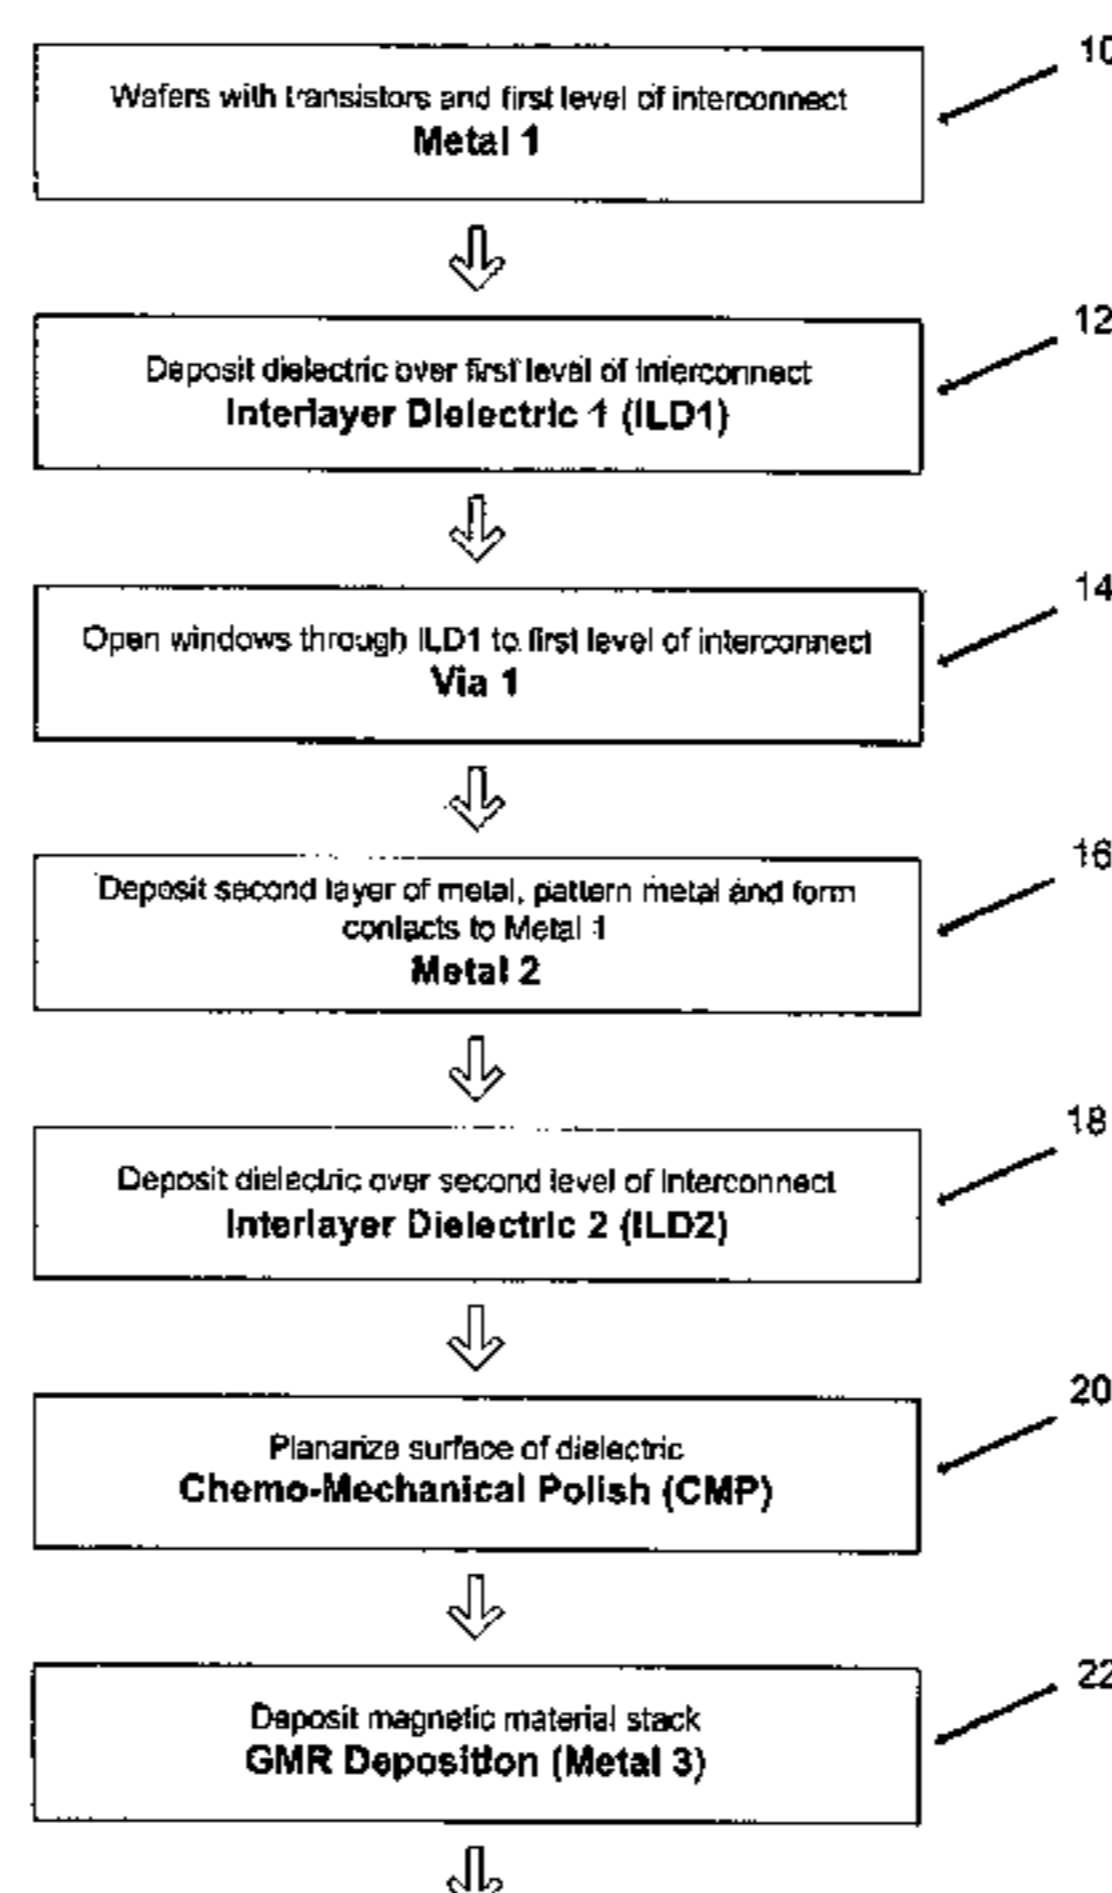 10
Wafers with transistors and first level of interconnect
Metal 1
12
Deposit dielectric over first level of interconnect
Interlayer Dielectric 1 (ILD1)
14
Open windows through ILD1 to first level of interconnect
Via 1
16
Deposit second layer of metal, pattern metal and form
contacts to Metal 1
Metal 2
18
Deposit dielectric over second level of interconnect
Interlayer Dielectric 2 (ILD2)
20
Planarize surface of dielectric
Chemo-Mechanical Polish (CMP)
22
Deposit magnetic material stack
GMR Deposition (Metal 3)